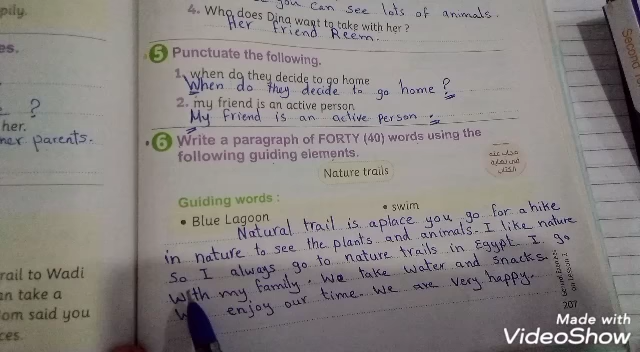 pily.
you can see lots of animals.
4. Who does Dina want to take with her ?
Her friend Reem.
es.
5 Punctuate the following.
1. when do they decide to go home
When do they decide to go home ?
?
2. my friend is an active person
My friend is an active person .
her.
her parents.
6 Write a paragraph of FORTY (40) words using the
following guiding elements.
Nature trails
Guiding words :
• Blue Lagoon
• swim
Natural trail is aplace you go for a hike
in nature to see the plants and animals. I like nature
So I always go to nature trails in Egypt. I go
with my family. We take water and snacks.
enjoy our time. We are very happy.
rail to Wadi
an take a
om said you
ces.
207
Second
Made with
VideoShow